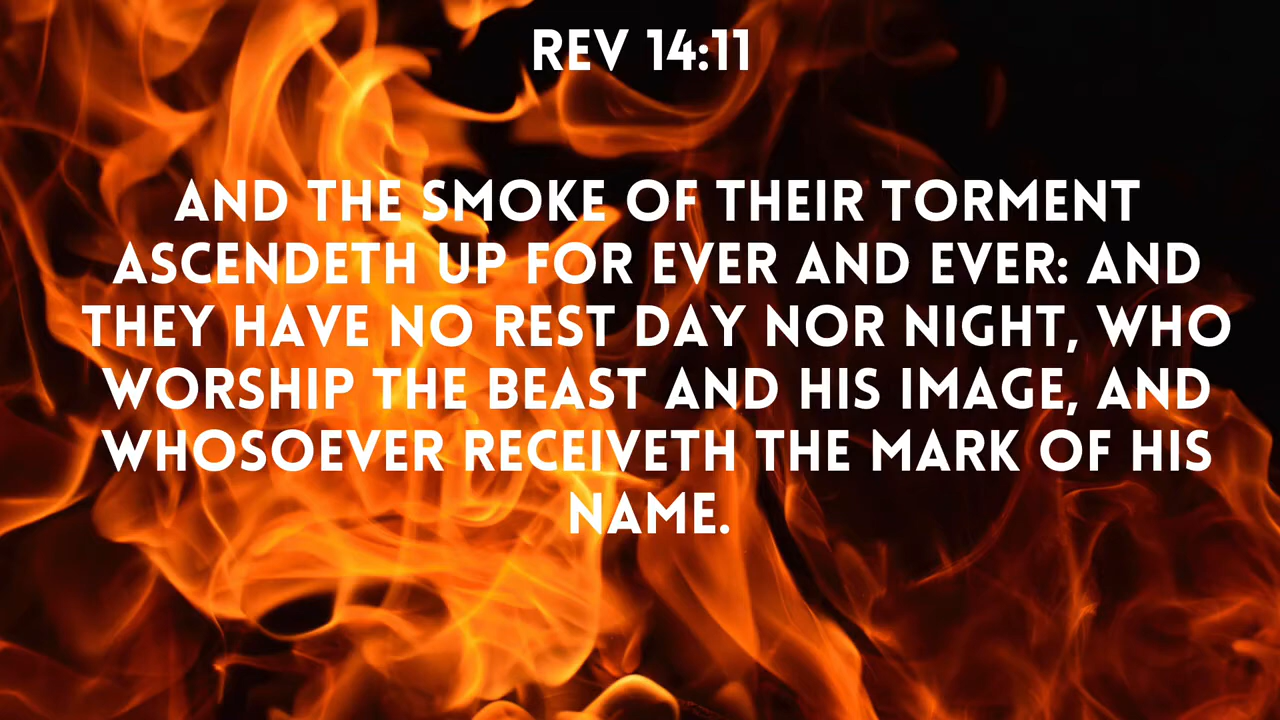 REV 14:11
AND THE SMOKE OF THEIR TORMENT
ASCENDETH UP FOR EVER AND EVER: AND
THEY HAVE NO REST DAY NOR NIGHT, WHO
WORSHIP THE BEAST AND HIS IMAGE, AND
WHOSOEVER RECEIVETH THE MARK OF HIS
NAME.